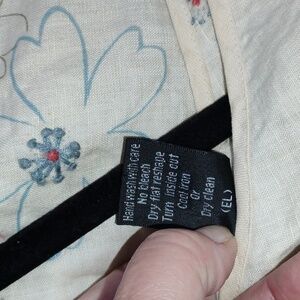 Hand wash with care
No bleach
Dry flat reshape
Turn inside out
Cool iron
or
Dry clean
(EL)